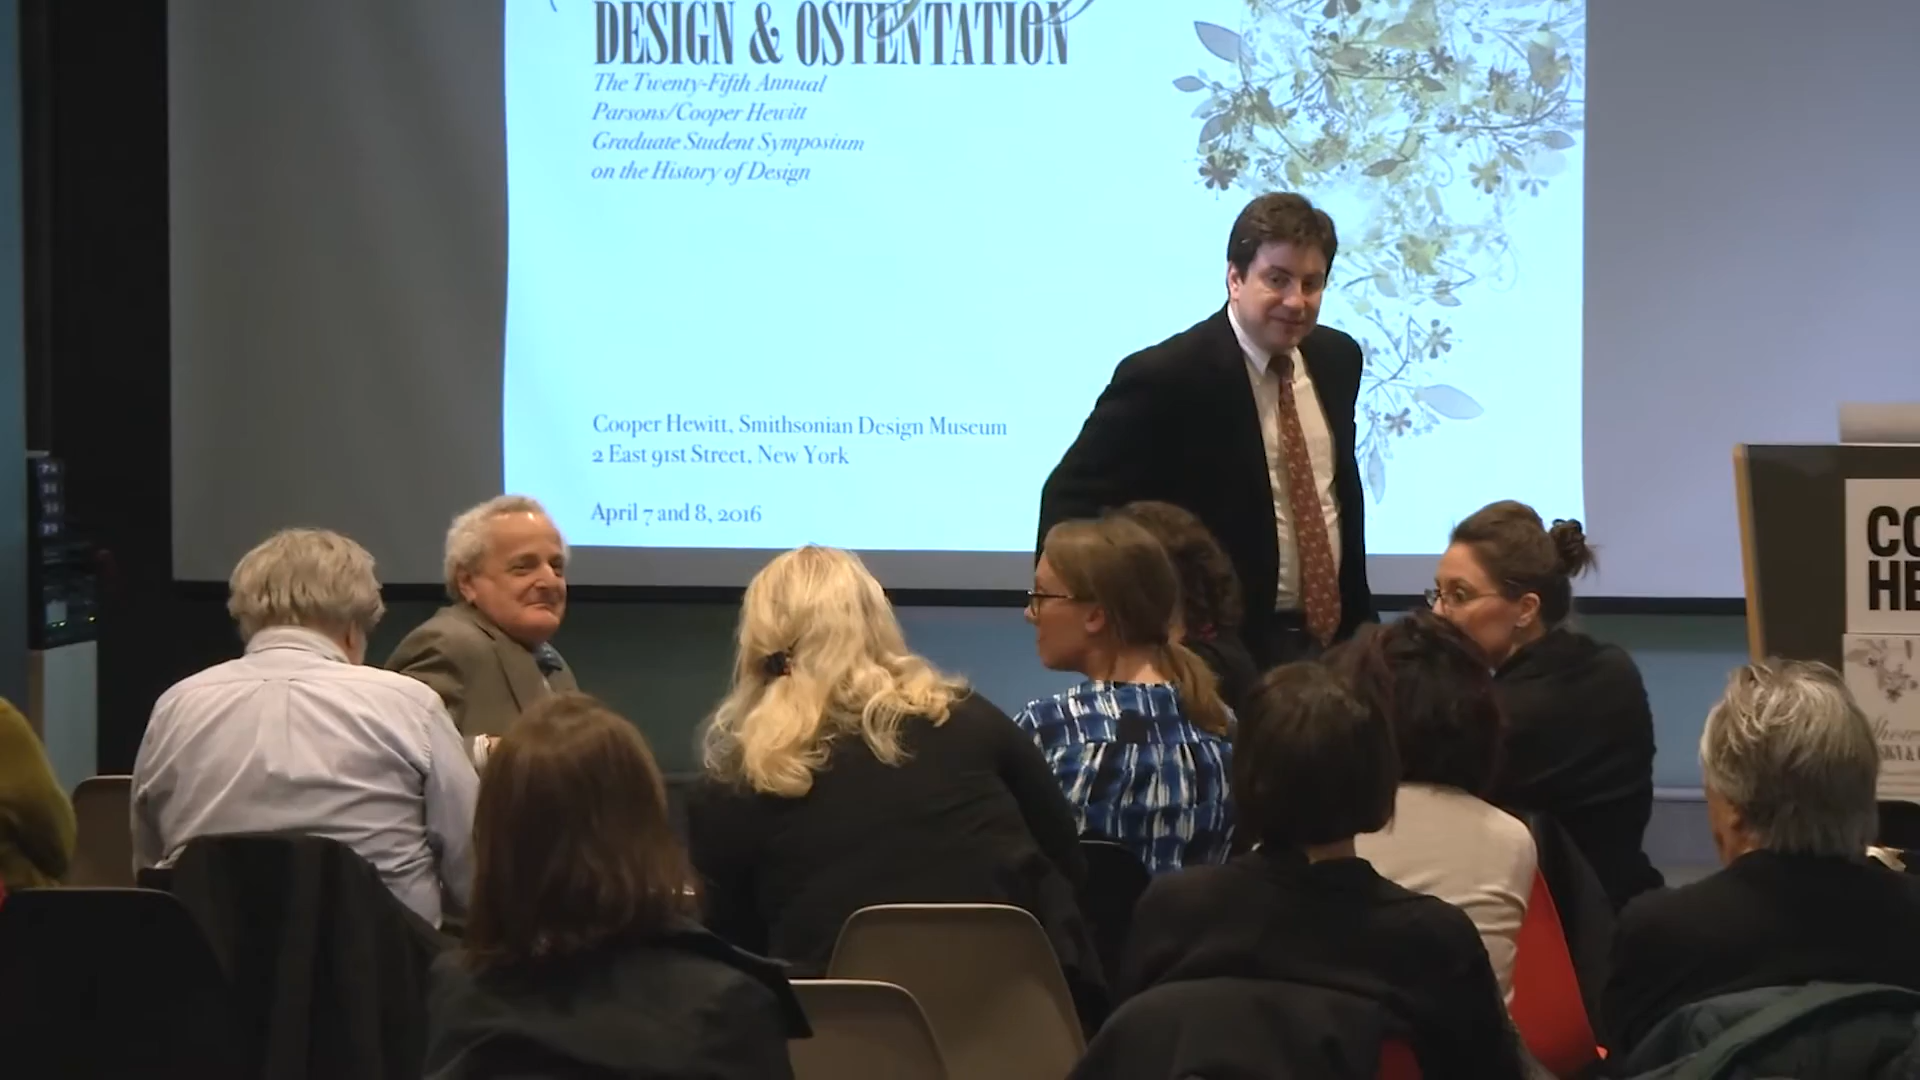 DESIGN & OSTENTATION
The Twenty-Fifth Annual
Parsons/Cooper Hewitt
Graduate Student Symposium
on the History of Design
Cooper Hewitt, Smithsonian Design Museum
2 East 91st Street, New York
April 7 and 8, 2016
CO
HE